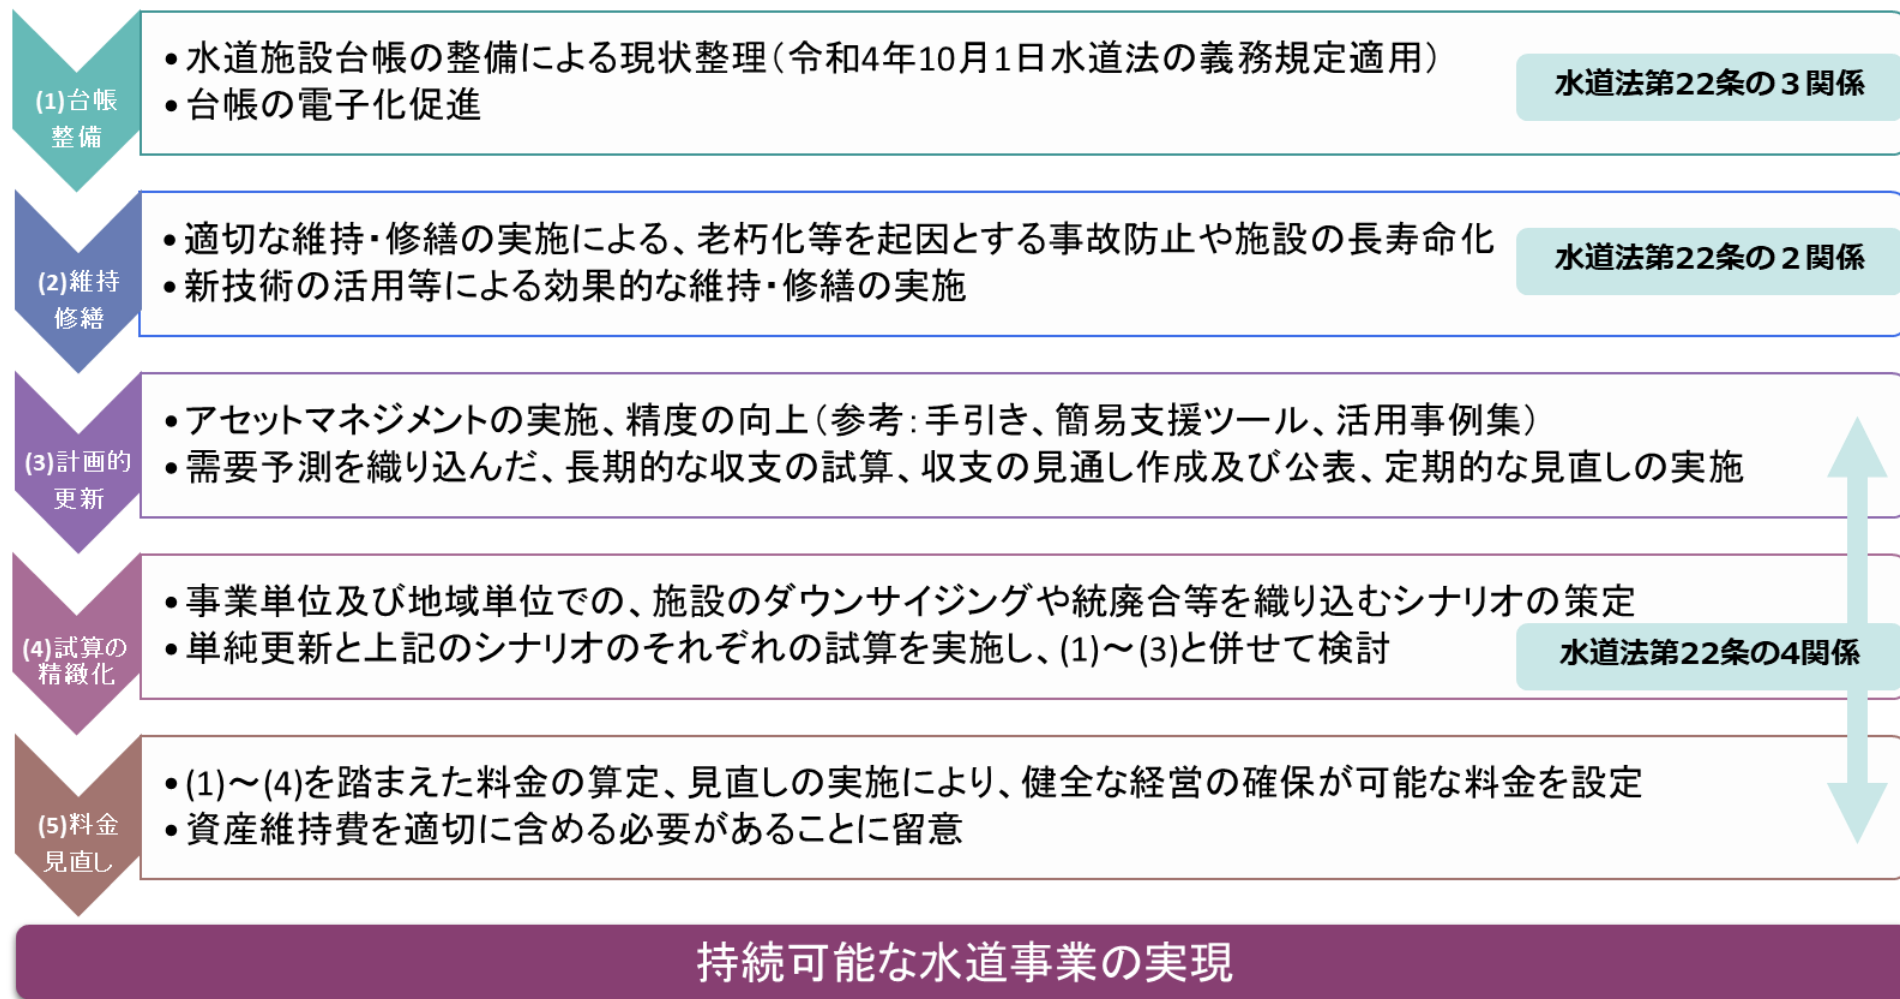 (1)台帳
整備
•水道施設台帳の整備による現状整理（令和4年10月1日水道法の義務規定適用）
•台帳の電子化促進
水道法第22条の３関係
(2)維持
修繕
•適切な維持・修繕の実施による、老朽化等を起因とする事故防止や施設の長寿命化
•新技術の活用等による効果的な維持・修繕の実施
水道法第22条の２関係
(3)計画的
更新
•アセットマネジメントの実施、精度の向上（参考：手引き、簡易支援ツール、活用事例集）
•需要予測を織り込んだ、長期的な収支の試算、収支の見通し作成及び公表、定期的な見直しの実施
(4)試算の
精緻化
•事業単位及び地域単位での、施設のダウンサイジングや統廃合等を織り込むシナリオの策定
•単純更新と上記のシナリオのそれぞれの試算を実施し、(1)～(3)と併せて検討
水道法第22条の4関係
(5)料金
見直し
•(1)～(4)を踏まえた料金の算定、見直しの実施により、健全な経営の確保が可能な料金を設定
•資産維持費を適切に含める必要があることに留意
持続可能な水道事業の実現